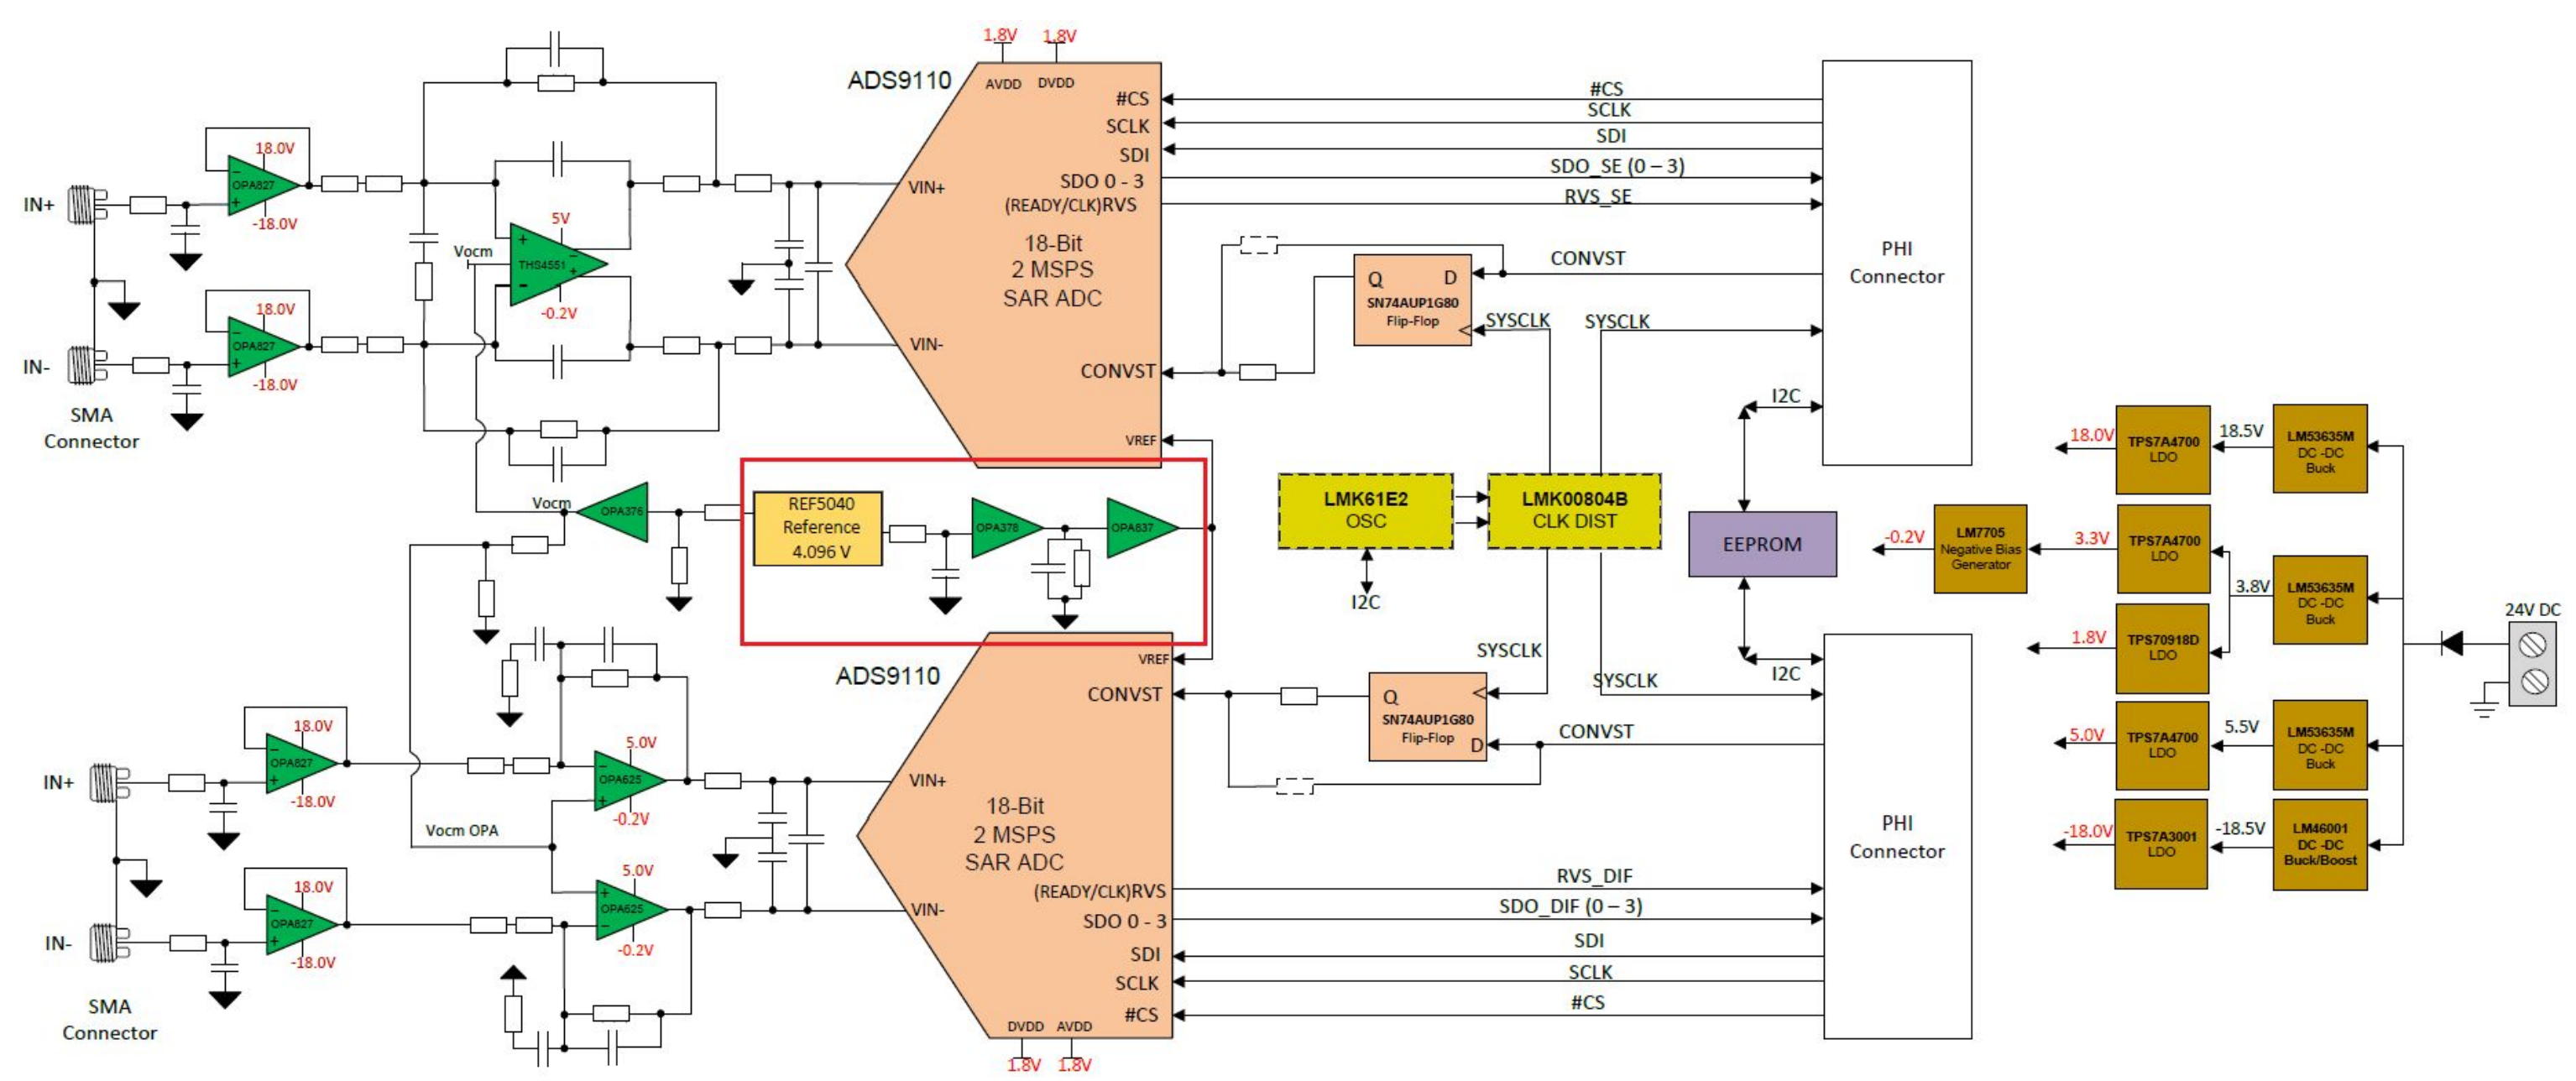 1.8V
1.8V
ADS9110
AVDD
DVDD
#CS
SCLK
SDI
SDO 0 - 3
(READY/CLK)RVS
18-Bit
2 MSPS
SAR ADC
VIN+
VIN-
CONVST
VREF
18.0V
−
OPA827
+
-18.0V
IN+
18.0V
−
OPA827
+
-18.0V
IN-
SMA
Connector
Vocm
5V
+
−
THS4551
+
-
-0.2V
#CS
SCLK
SDI
SDO_SE (0 – 3)
RVS_SE
CONVST
Q
D
SN74AUP1G80
Flip-Flop
SYSCLK
SYSCLK
PHI
Connector
I2C
Vocm
OPA376
REF5040
Reference
4.096 V
OPA378
OPA837
LMK61E2
OSC
I2C
LMK00804B
CLK DIST
EEPROM
I2C
18.0V
TPS7A4700
LDO
18.5V
LM53635M
DC -DC
Buck
-0.2V
LM7705
Negative Bias
Generator
3.3V
TPS7A4700
LDO
3.8V
LM53635M
DC -DC
Buck
1.8V
TPS70918D
LDO
24V DC
5.0V
TPS7A4700
LDO
5.5V
LM53635M
DC -DC
Buck
-18.0V
TPS7A3001
LDO
-18.5V
LM46001
DC -DC
Buck/Boost
ADS9110
VREF
CONVST
VIN+
18-Bit
2 MSPS
SAR ADC
VIN-
(READY/CLK)RVS
SDO 0 - 3
SDI
SCLK
#CS
DVDD
AVDD
1.8V
1.8V
SYSCLK
SYSCLK
Q
SN74AUP1G80
Flip-Flop
D
CONVST
PHI
Connector
RVS_DIF
SDO_DIF (0 – 3)
SDI
SCLK
#CS
18.0V
−
OPA827
+
-18.0V
IN+
18.0V
−
OPA827
+
-18.0V
IN-
SMA
Connector
Vocm OPA
5.0V
−
OPA625
+
-0.2V
5.0V
+
OPA625
−
-0.2V